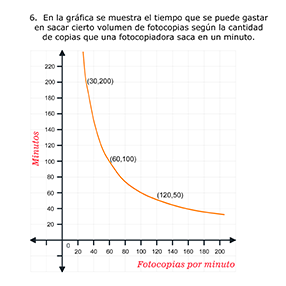 6. En la gráfica se muestra el tiempo que se puede gastar
en sacar cierto volumen de fotocopias según la cantidad
de copias que una fotocopiadora saca en un minuto.
Minutos
220
200
180
160
140
120
100
80
60
40
20
(30,200)
(60,100)
(120,50)
0
20 40 60 80 100 120 140 160 180 200
Fotocopias por minuto